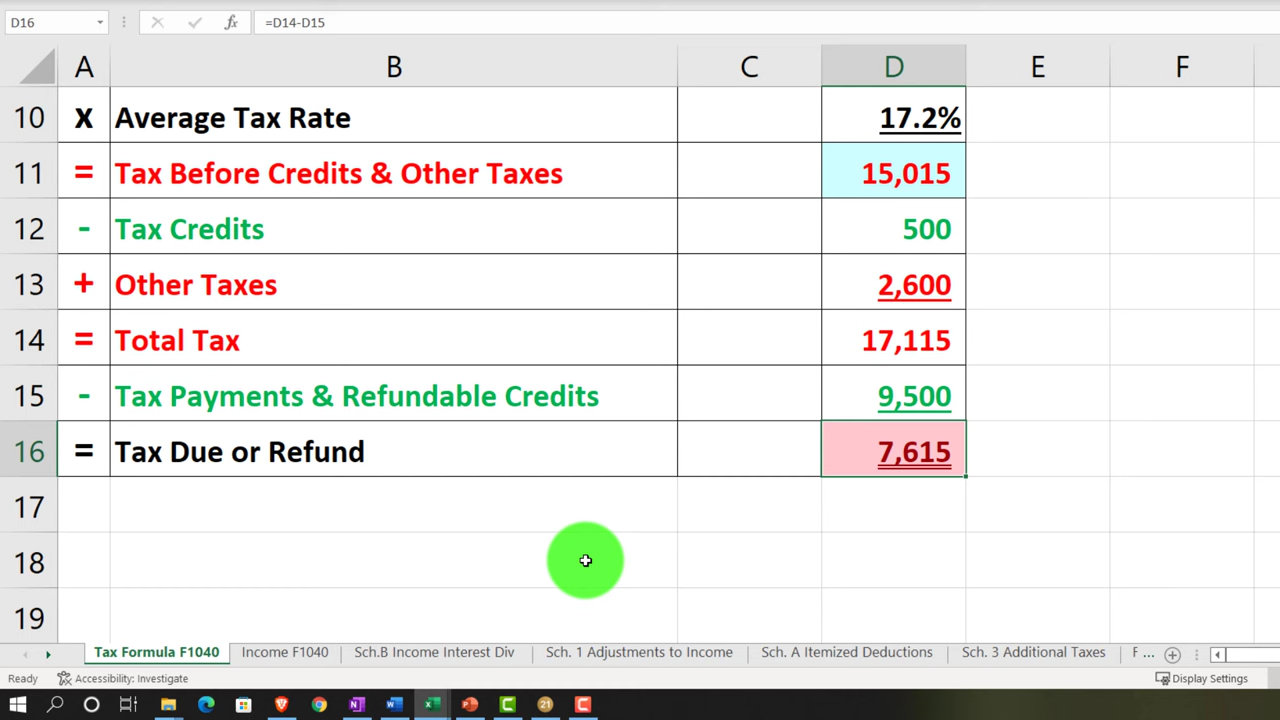 D16 fx =D14-D15
A B C D E F
10 x Average Tax Rate 17.2%
11 = Tax Before Credits & Other Taxes 15,015
12 - Tax Credits 500
13 + Other Taxes 2,600
14 = Total Tax 17,115
15 - Tax Payments & Refundable Credits 9,500
16 = Tax Due or Refund 7,615
17
18
19
Tax Formula F1040 Income F1040 Sch.B Income Interest Div Sch. 1 Adjustments to Income Sch. A Itemized Deductions Sch. 3 Additional Taxes F ...
Ready Accessibility: Investigate Display Settings
21